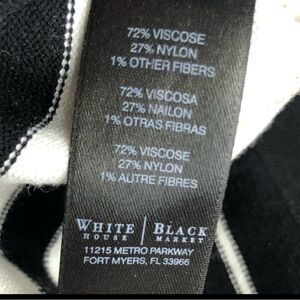 72% VISCOSE
27% NYLON
1% OTHER FIBERS
72% VISCOSA
27% NAILON
1% OTRAS FIBRAS
72% VISCOSE
27% NYLON
1% AUTRE FIBRES
WHITE | BLACK
HOUSE | MARKET
11215 METRO PARKWAY
FORT MYERS, FL 33966